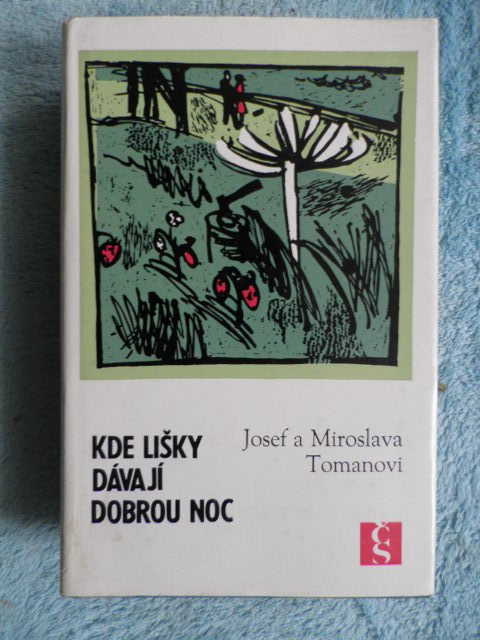 KDE LIŠKY
DÁVAJÍ
DOBROU NOC
Josef a Miroslava
Tomanovi
ČS